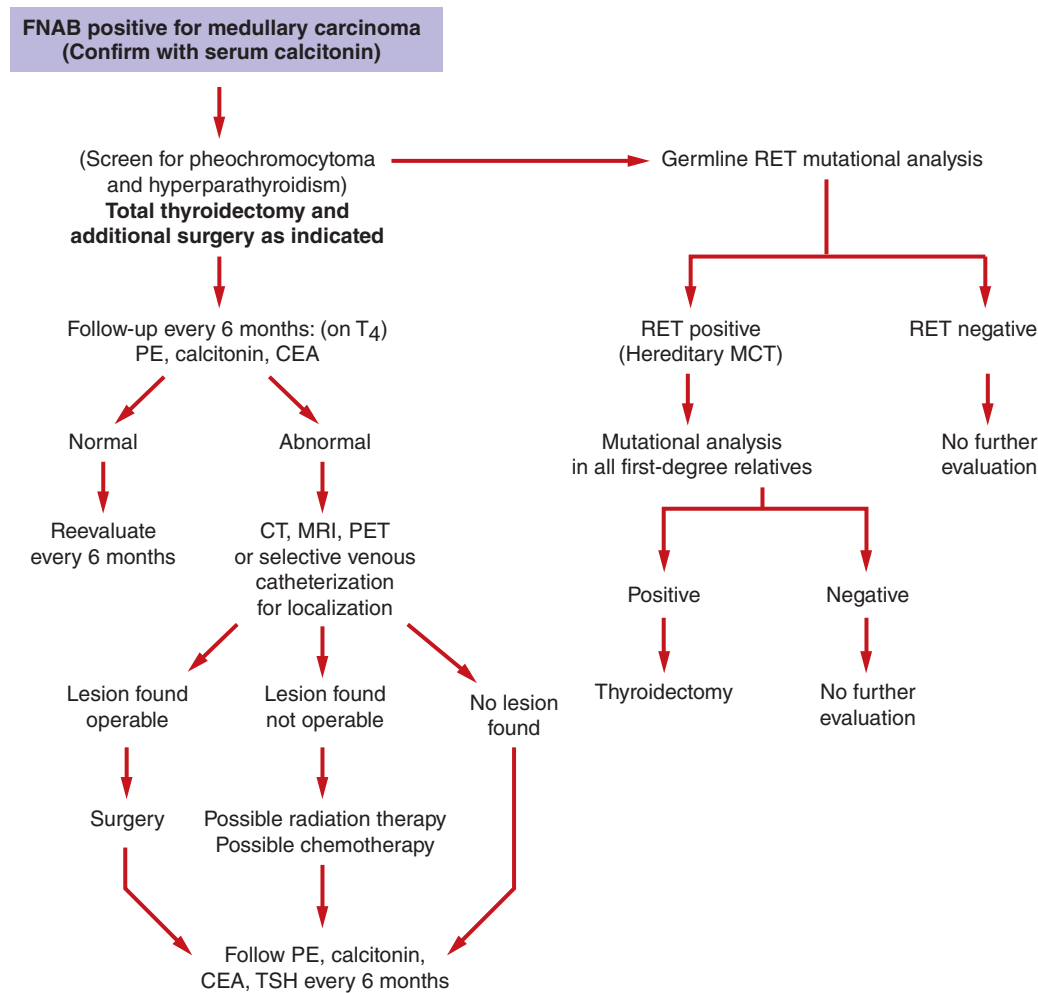 FNAB positive for medullary carcinoma
(Confirm with serum calcitonin)
(Screen for pheochromocytoma
and hyperparathyroidism)
Total thyroidectomy and
additional surgery as indicated
Germline RET mutational analysis
Follow-up every 6 months: (on T4)
PE, calcitonin, CEA
RET positive
(Hereditary MCT)
RET negative
Normal
Abnormal
Mutational analysis
in all first-degree relatives
No further
evaluation
Reevaluate
every 6 months
CT, MRI, PET
or selective venous
catheterization
for localization
Positive
Negative
Lesion found
operable
Lesion found
not operable
No lesion
found
Thyroidectomy
No further
evaluation
Surgery
Possible radiation therapy
Possible chemotherapy
Follow PE, calcitonin,
CEA, TSH every 6 months